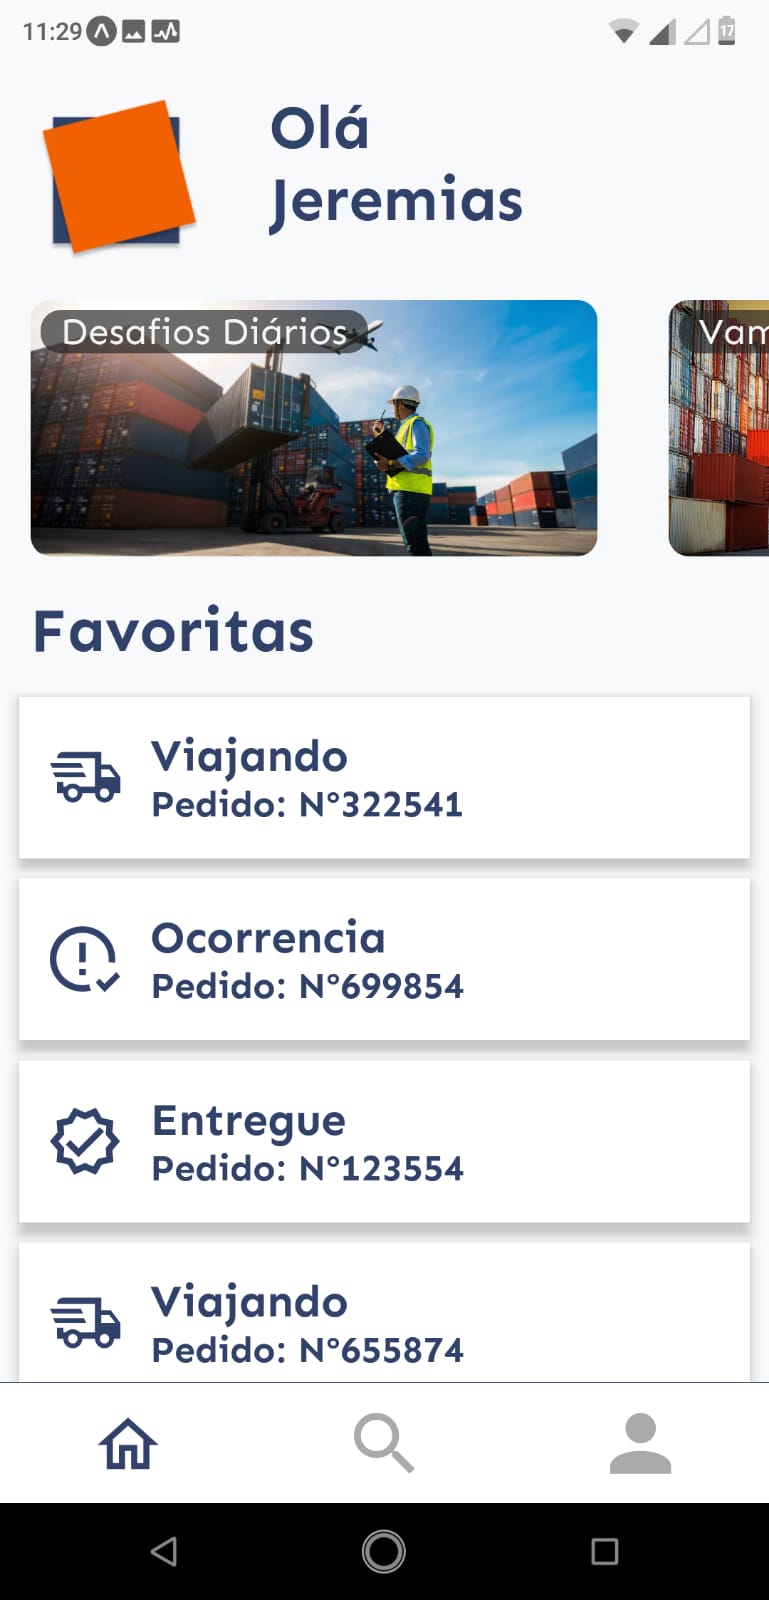 11:29
17
Olá
Jeremias
Desafios Diários
Vam
Favoritas
Viajando
Pedido: N°322541
Ocorrencia
Pedido: N°699854
Entregue
Pedido: N°123554
Viajando
Pedido: N°655874